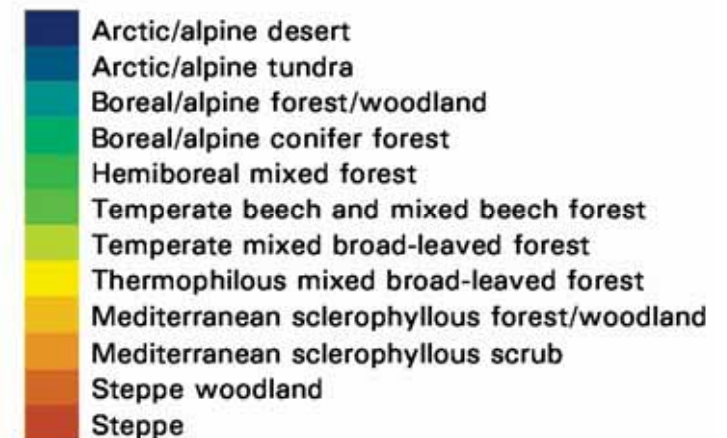 Arctic/alpine desert
Arctic/alpine tundra
Boreal/alpine forest/woodland
Boreal/alpine conifer forest
Hemiboreal mixed forest
Temperate beech and mixed beech forest
Temperate mixed broad-leaved forest
Thermophilous mixed broad-leaved forest
Mediterranean sclerophyllous forest/woodland
Mediterranean sclerophyllous scrub
Steppe woodland
Steppe